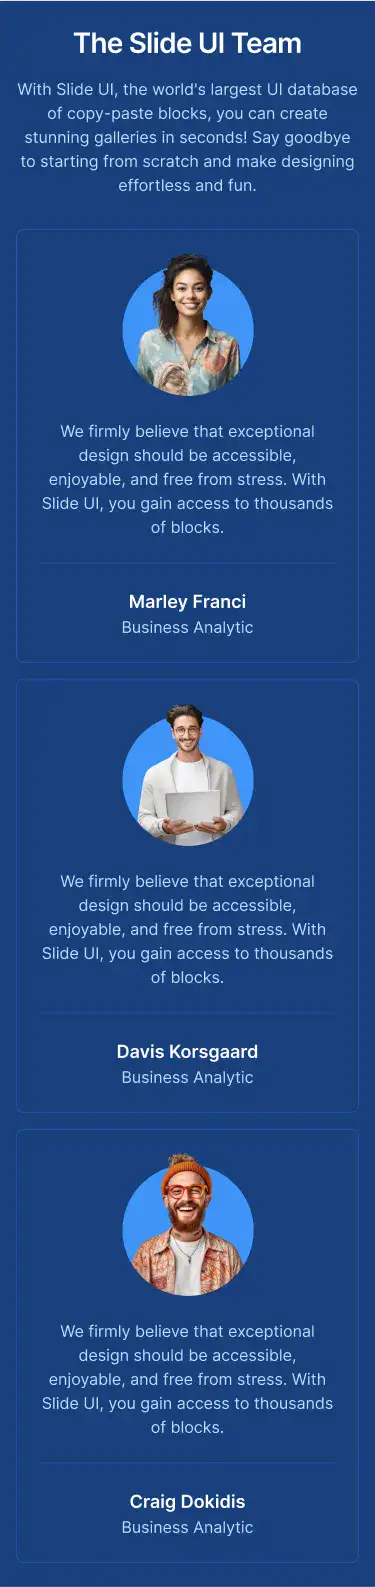 The Slide UI Team
With Slide UI, the world's largest UI database
of copy-paste blocks, you can create
stunning galleries in seconds! Say goodbye
to starting from scratch and make designing
effortless and fun.
We firmly believe that exceptional
design should be accessible,
enjoyable, and free from stress. With
Slide UI, you gain access to thousands
of blocks.
Marley Franci
Business Analytic
We firmly believe that exceptional
design should be accessible,
enjoyable, and free from stress. With
Slide UI, you gain access to thousands
of blocks.
Davis Korsgaard
Business Analytic
We firmly believe that exceptional
design should be accessible,
enjoyable, and free from stress. With
Slide UI, you gain access to thousands
of blocks.
Craig Dokidis
Business Analytic